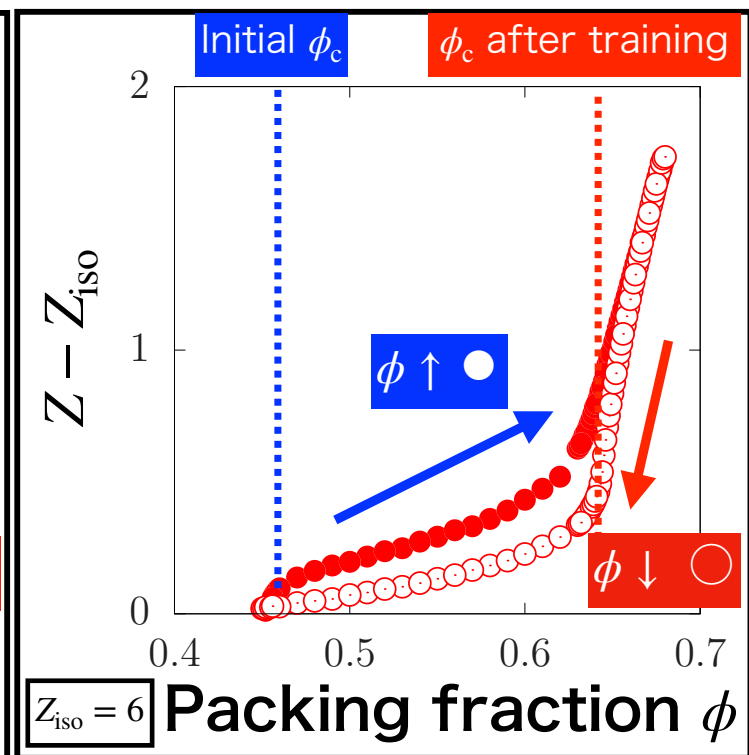 Initial ϕc
ϕc after training
2
Z − Ziso
1
ϕ ↑
ϕ ↓
0
0.4
0.5
0.6
0.7
Ziso = 6
Packing fraction ϕ